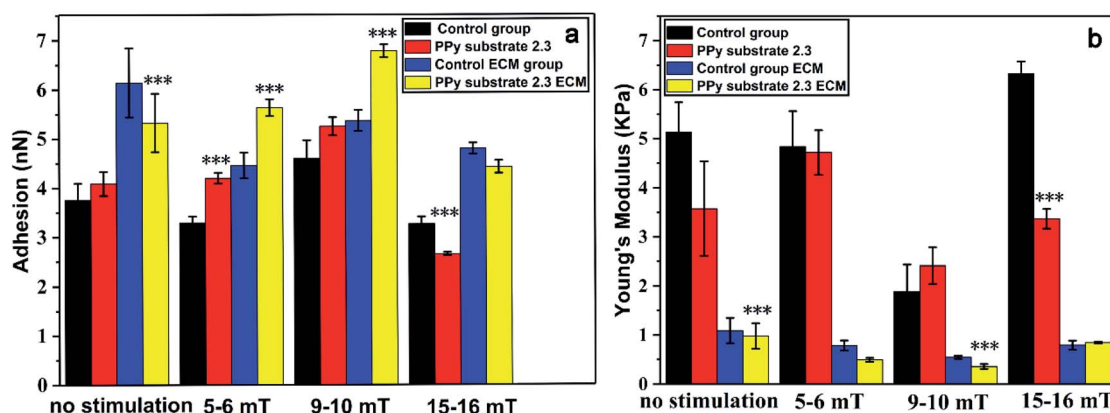 a
Control group
PPy substrate 2.3
Control ECM group
PPy substrate 2.3 ECM
Adhesion (nN)
7
6
5
4
3
2
1
0
***
***
***
***
***
no stimulation 5-6 mT 9-10 mT 15-16 mT
b
Control group
PPy substrate 2.3
Control group ECM
PPy substrate 2.3 ECM
Young's Modulus (KPa)
7
6
5
4
3
2
1
0
***
***
***
no stimulation 5-6 mT 9-10 mT 15-16 mT